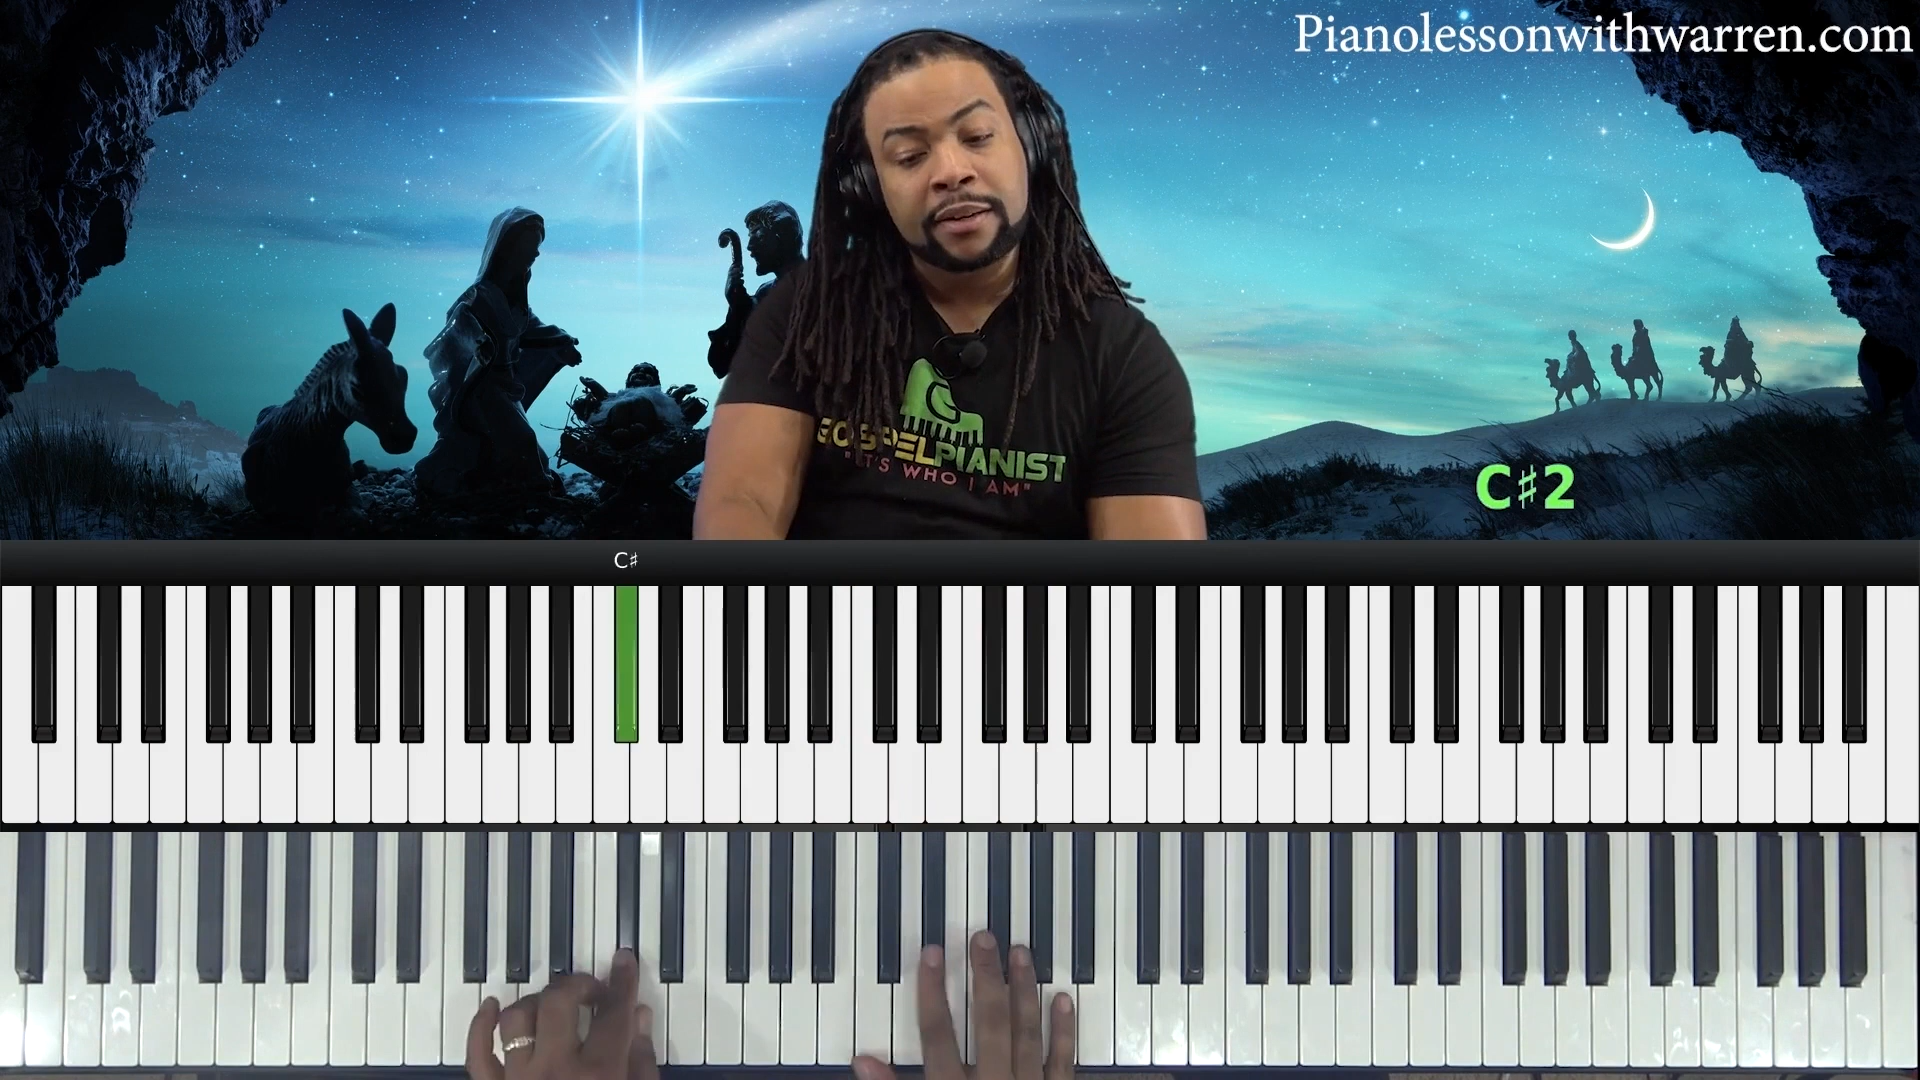 Pianolessonwithwarren.com
GOSPELPIANIST
"IT'S WHO I AM"
C♯2
C♯